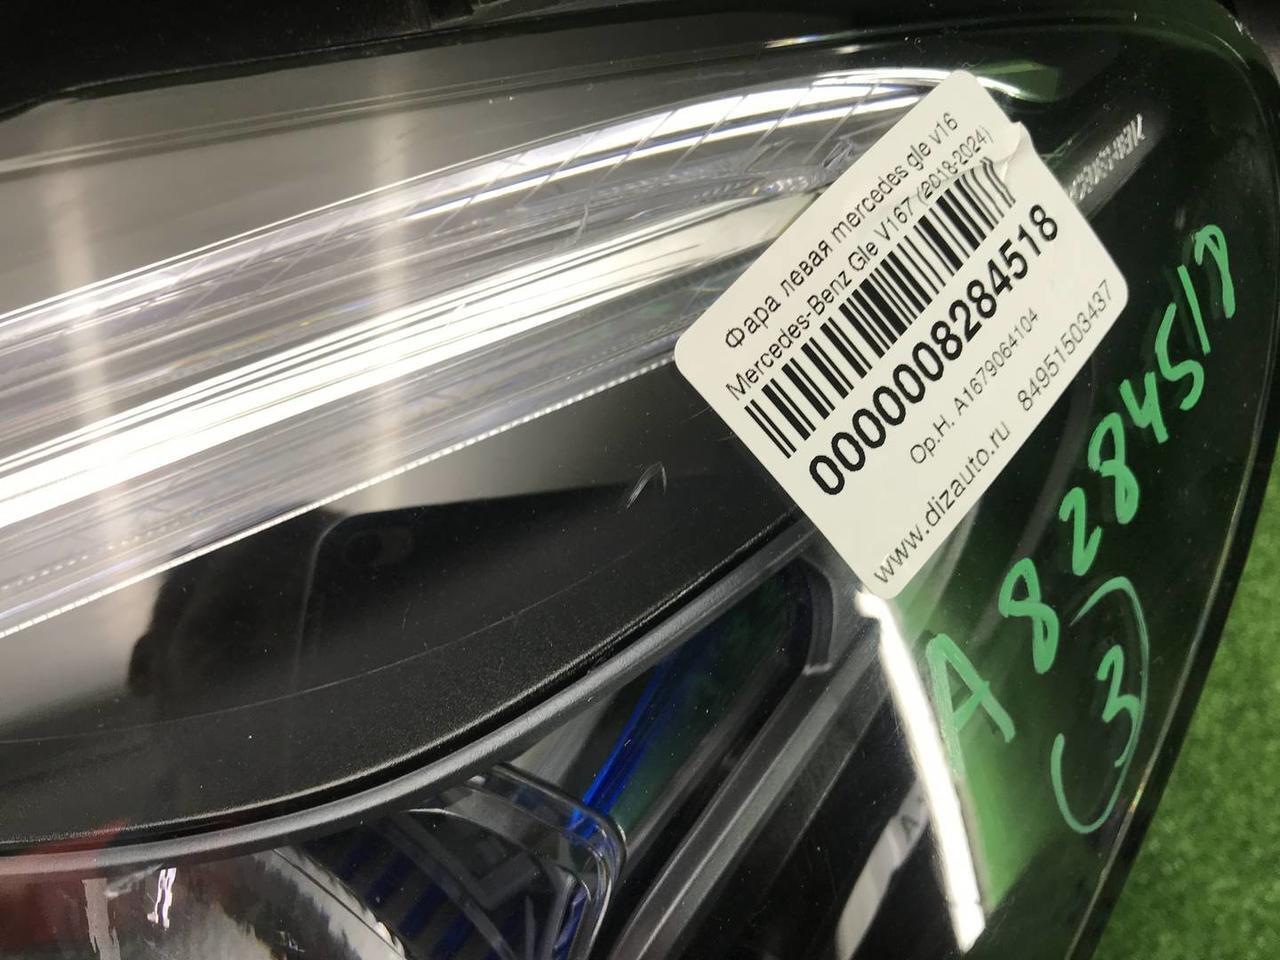 Фара левая mercedes gle v16
Mercedes-Benz Gle V167 (2018-2024)
0000008284518
Ор.Н. A1679064104
www.dizauto.ru 84951503437
A 8284518
3